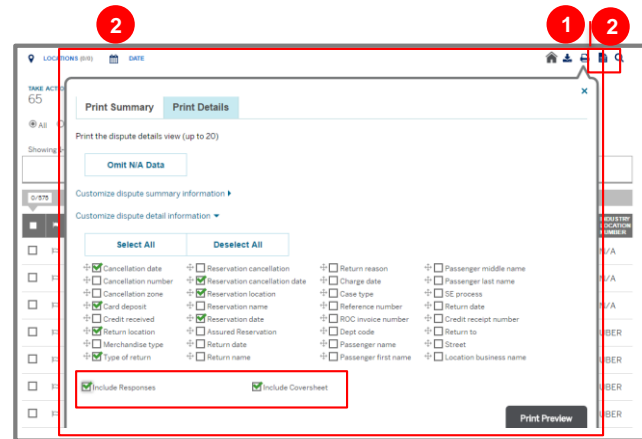 2 1 2
LOCATIONS (0/0) DATE
TAKE ACTIO
65
Print Summary Print Details
All
Print the dispute details view (up to 20)
Showing
Omit N/A Data
Customize dispute summary information
0/575
Customize dispute detail information
INDUSTRY
LOCATION
NUMBER
Select All Deselect All
Cancellation date Reservation cancellation Return reason Passenger middle name N/A
Cancellation number Reservation cancellation date Charge date Passenger last name
Cancellation zone Reservation location Case type SE process
Card deposit Reservation name Reference number Return date N/A
Credit received Reservation date ROC invoice number Credit receipt number
Return location Assured Reservation Dept code Return to UBER
Merchandise type Return date Passenger name Street
Type of return Return name Passenger first name Location business name UBER
Include Responses Include Coversheet UBER
Print Preview UBER